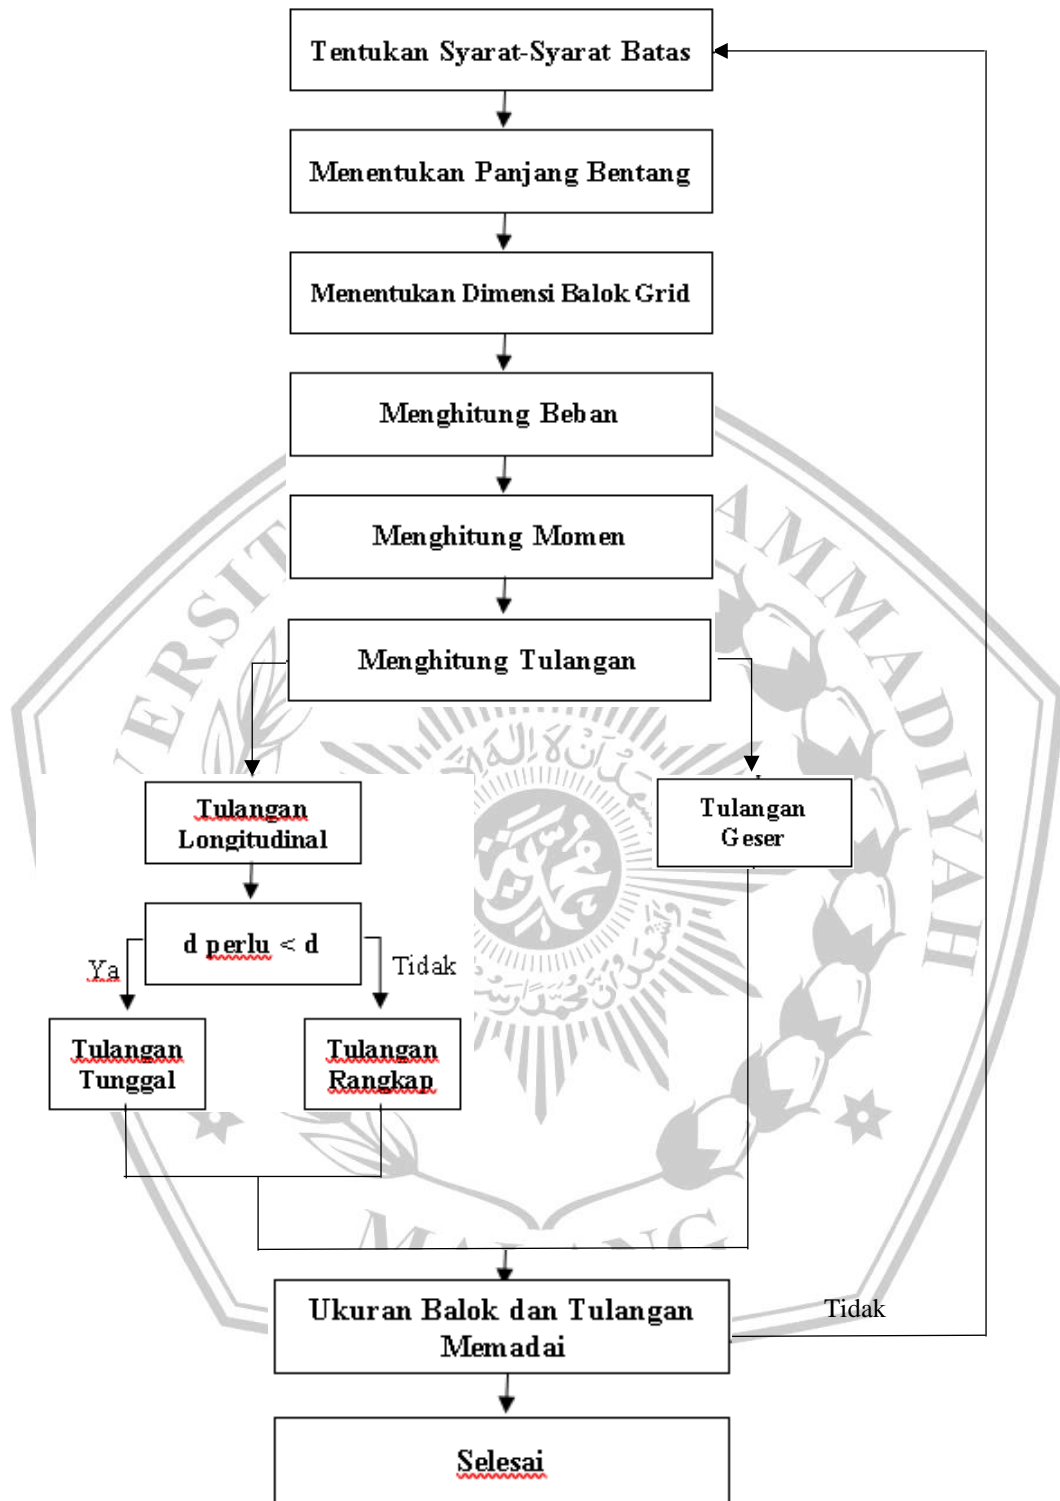 Tentukan Syarat-Syarat Batas
Menentukan Panjang Bentang
Menentukan Dimensi Balok Grid
Menghitung Beban
Menghitung Momen
Menghitung Tulangan
Tulangan
Longitudinal
Tulangan
Geser
d perlu < d
Ya
Tidak
Tulangan
Tunggal
Tulangan
Rangkap
Ukuran Balok dan Tulangan
Memadai
Tidak
Selesai
MALANG